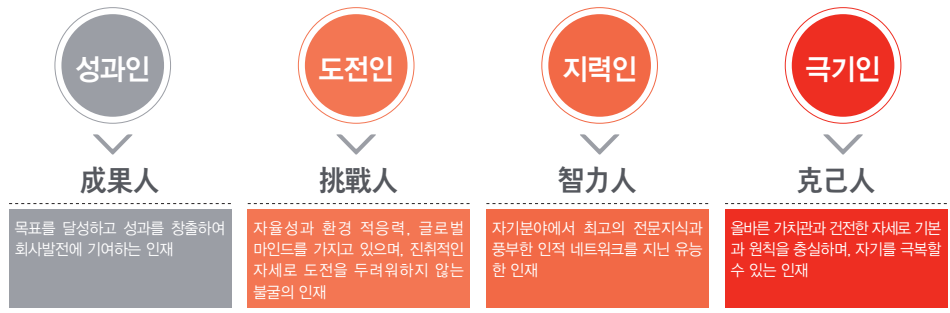 성과인
도전인
지력인
극기인
成果人
挑戰人
智力人
克己人
목표를 달성하고 성과를 창출하여
회사발전에 기여하는 인재
자율성과 환경 적응력, 글로벌
마인드를 가지고 있으며, 진취적인
자세로 도전을 두려워하지 않는
불굴의 인재
자기분야에서 최고의 전문지식과
풍부한 인적 네트워크를 지닌 유능
한 인재
올바른 가치관과 건전한 자세로 기본
과 원칙을 충실하며, 자기를 극복할
수 있는 인재